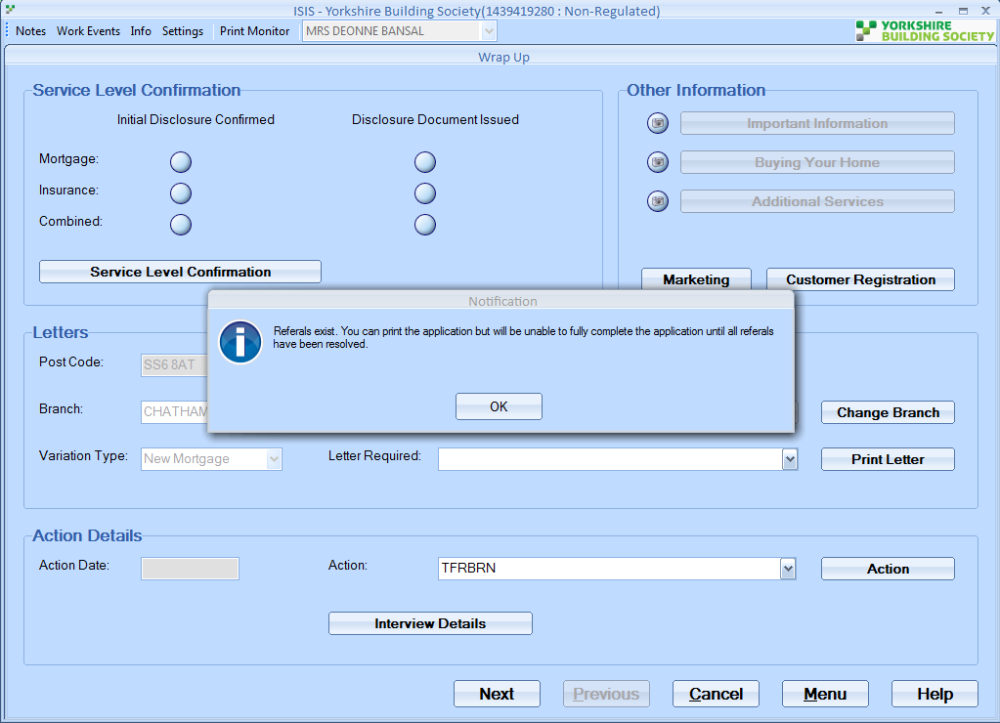 ISIS - Yorkshire Building Society(1439419280 : Non-Regulated)
Notes Work Events Info Settings Print Monitor MRS DEONNE BANSAL
YORKSHIRE
BUILDING SOCIETY
Wrap Up
Service Level Confirmation
Initial Disclosure Confirmed Disclosure Document Issued
Mortgage:
Insurance:
Combined:
Service Level Confirmation
Other Information
Important Information
Buying Your Home
Additional Services
Marketing Customer Registration
Notification
Referals exist. You can print the application but will be unable to fully complete the application until all referals
have been resolved.
OK
Letters
Post Code: SS6 8AT
Branch: CHATHAM Change Branch
Variation Type: New Mortgage Letter Required: Print Letter
Action Details
Action Date: Action: TFRBRN Action
Interview Details
Next Previous Cancel Menu Help